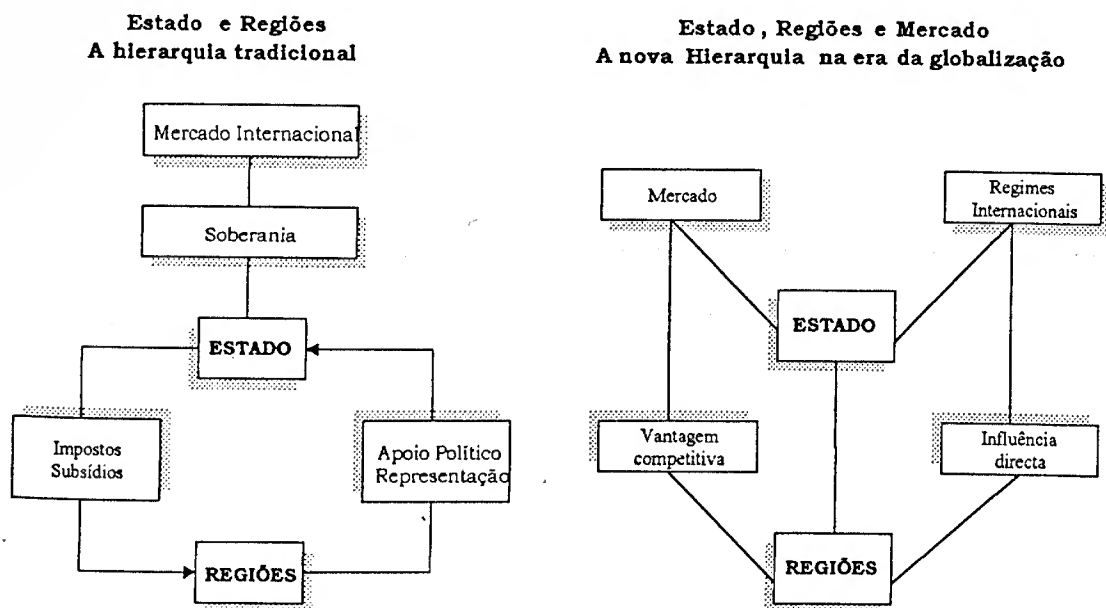 Estado e Regiões
A hierarquia tradicional
Mercado Internacional
Soberania
ESTADO
Impostos
Subsídios
Apoio Político
Representação
REGIÕES
Estado, Regiões e Mercado
A nova Hierarquia na era da globalização
Mercado
Regimes
Internacionais
ESTADO
Vantagem
competitiva
Influência
directa
REGIÕES